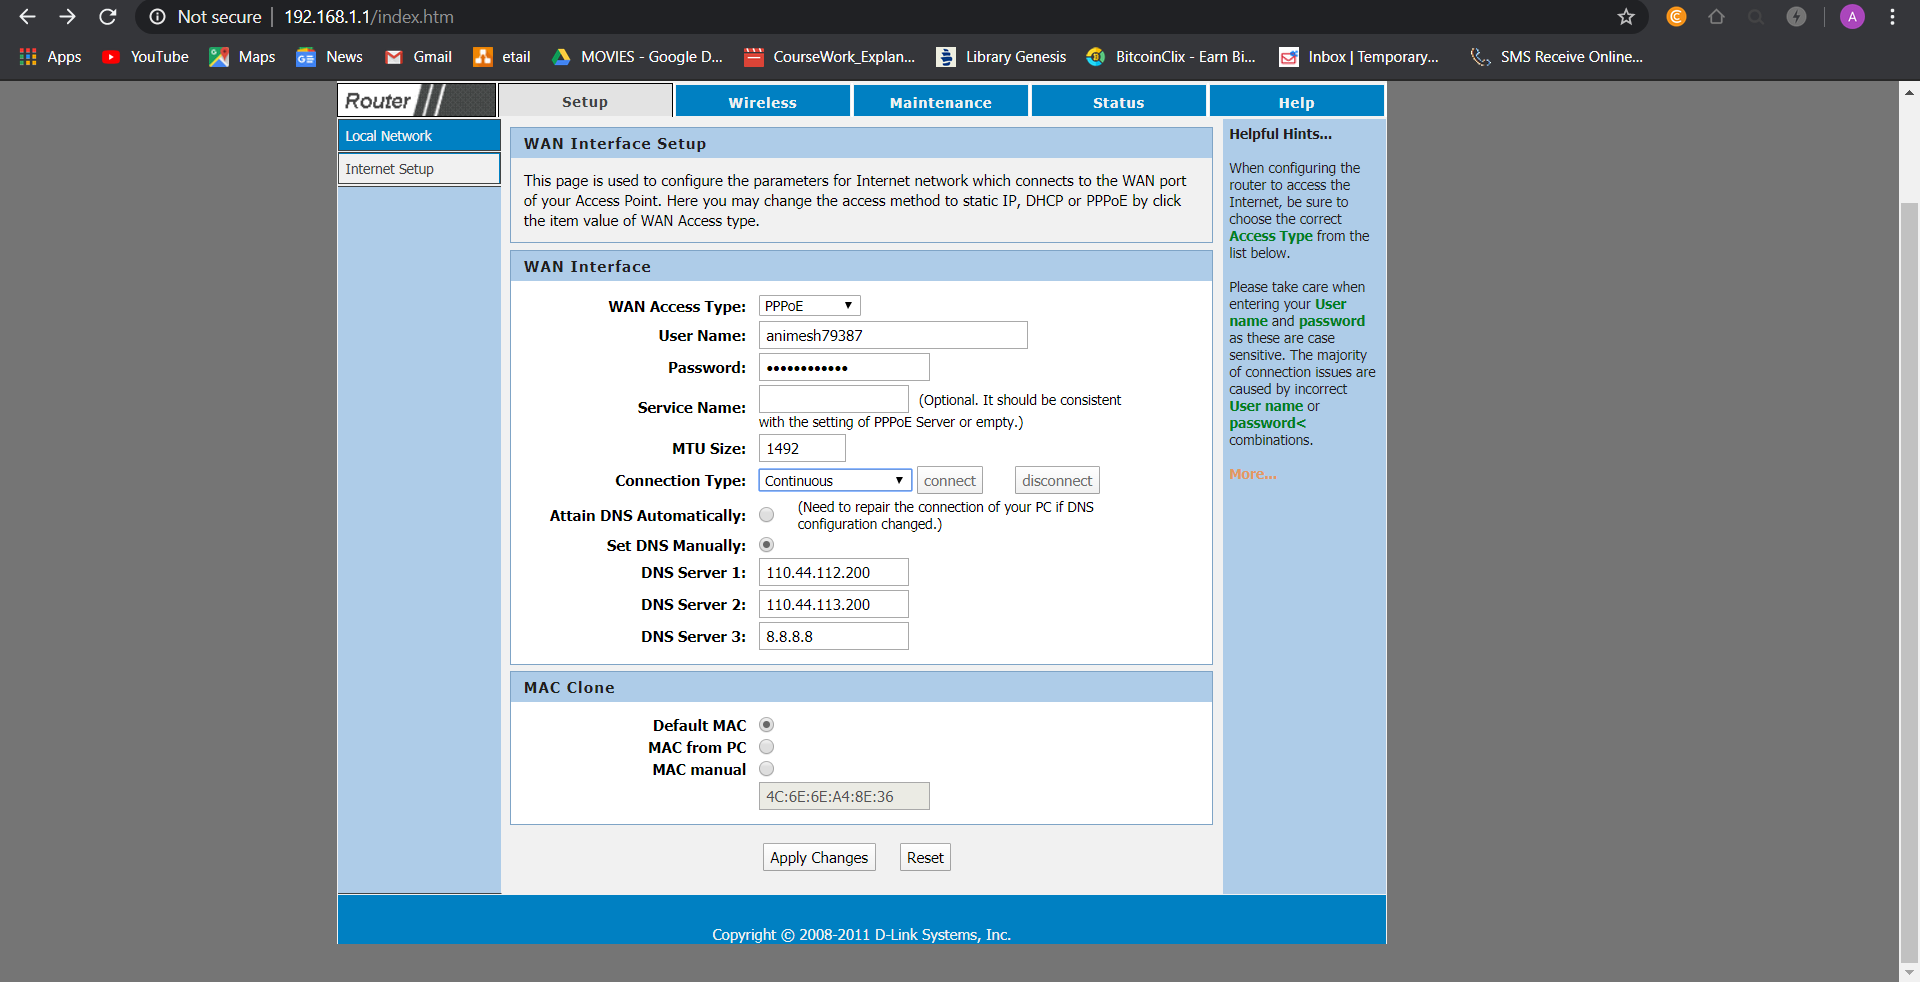 Not secure | 192.168.1.1/index.htm
A
Apps YouTube Maps News Gmail etail MOVIES - Google D... CourseWork_Explan... Library Genesis BitcoinClix - Earn Bi... Inbox | Temporary... SMS Receive Online...
Router Setup Wireless Maintenance Status Help
Local Network
Internet Setup
WAN Interface Setup
This page is used to configure the parameters for Internet network which connects to the WAN port
of your Access Point. Here you may change the access method to static IP, DHCP or PPPoE by click
the item value of WAN Access type.
WAN Interface
WAN Access Type: PPPoE
User Name: animesh79387
Password: ••••••••••••
Service Name: (Optional. It should be consistent
with the setting of PPPoE Server or empty.)
MTU Size: 1492
Connection Type: Continuous connect disconnect
Attain DNS Automatically: (Need to repair the connection of your PC if DNS
configuration changed.)
Set DNS Manually:
DNS Server 1: 110.44.112.200
DNS Server 2: 110.44.113.200
DNS Server 3: 8.8.8.8
MAC Clone
Default MAC
MAC from PC
MAC manual
4C:6E:6E:A4:8E:36
Apply Changes Reset
Helpful Hints...
When configuring the
router to access the
Internet, be sure to
choose the correct
Access Type from the
list below.
Please take care when
entering your User
name and password
as these are case
sensitive. The majority
of connection issues are
caused by incorrect
User name or
password<
combinations.
More...
Copyright © 2008-2011 D-Link Systems, Inc.